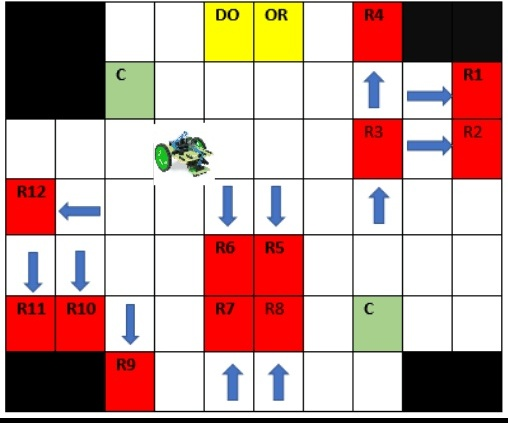 DO OR R4
C R1
R3 R2
R12
R6 R5
R11 R10 R7 R8 C
R9